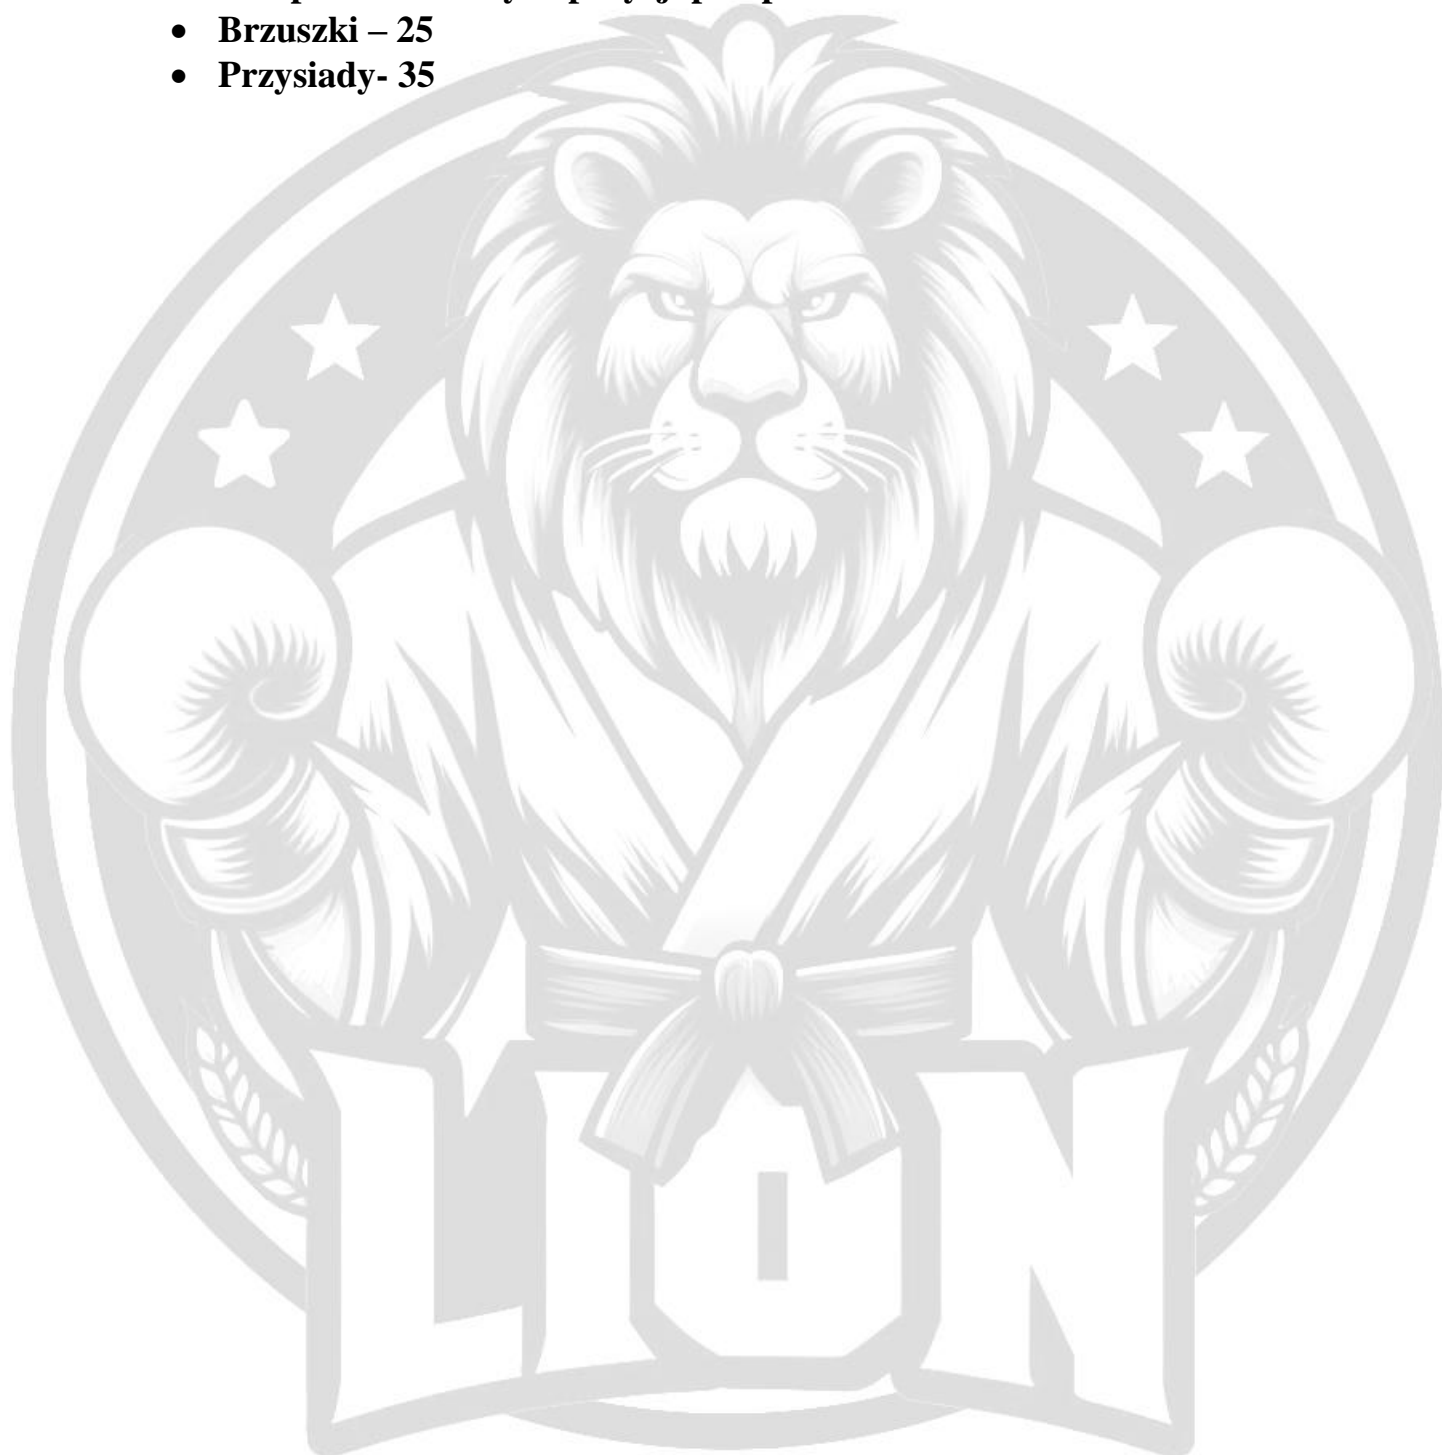 • Brzuszki – 25
• Przysiady- 35
LION